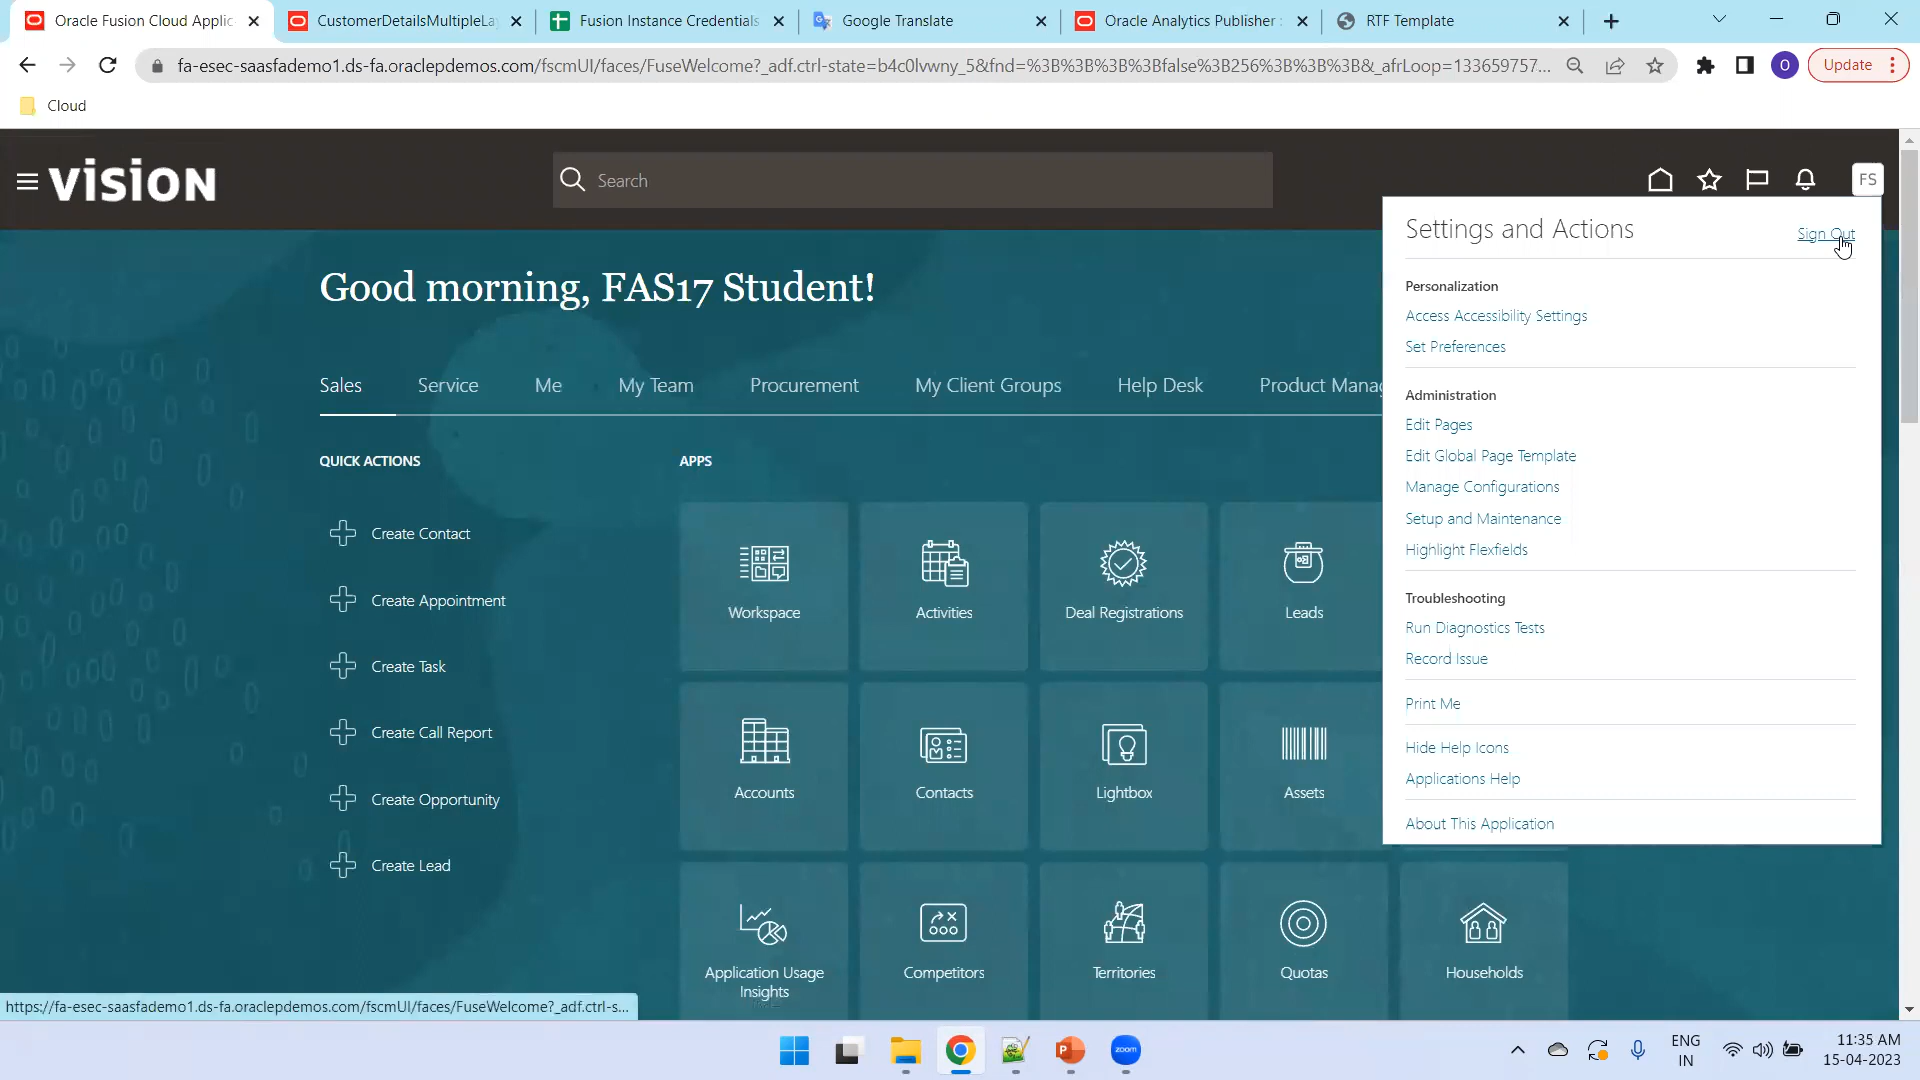 Oracle Fusion Cloud Applic
CustomerDetailsMultipleLa
Fusion Instance Credentials
Google Translate
Oracle Analytics Publisher :
RTF Template
fa-esec-saasfademo1.ds-fa.oraclepdemos.com/fscmUI/faces/FuseWelcome?_adf.ctrl-state=b4c0lvwny_5&fnd=%3B%3B%3B%3Bfalse%3B256%3B%3B%3B&_afrLoop=133659757...
O
Update
Cloud
VISION
Search
FS
Settings and Actions
Sign Out
Good morning, FAS17 Student!
Personalization
Access Accessibility Settings
Set Preferences
Sales
Service
Me
My Team
Procurement
My Client Groups
Help Desk
Product Manag
Administration
Edit Pages
Edit Global Page Template
Manage Configurations
Setup and Maintenance
Highlight Flexfields
QUICK ACTIONS
APPS
Create Contact
Create Appointment
Create Task
Create Call Report
Create Opportunity
Create Lead
Workspace
Activities
Deal Registrations
Leads
Troubleshooting
Run Diagnostics Tests
Record Issue
Print Me
Hide Help Icons
Applications Help
About This Application
Accounts
Contacts
Lightbox
Assets
Application Usage
Insights
Competitors
Territories
Quotas
Households
https://fa-esec-saasfademo1.ds-fa.oraclepdemos.com/fscmUI/faces/FuseWelcome?_adf.ctrl-s...
zoom
ENG
IN
11:35 AM
15-04-2023